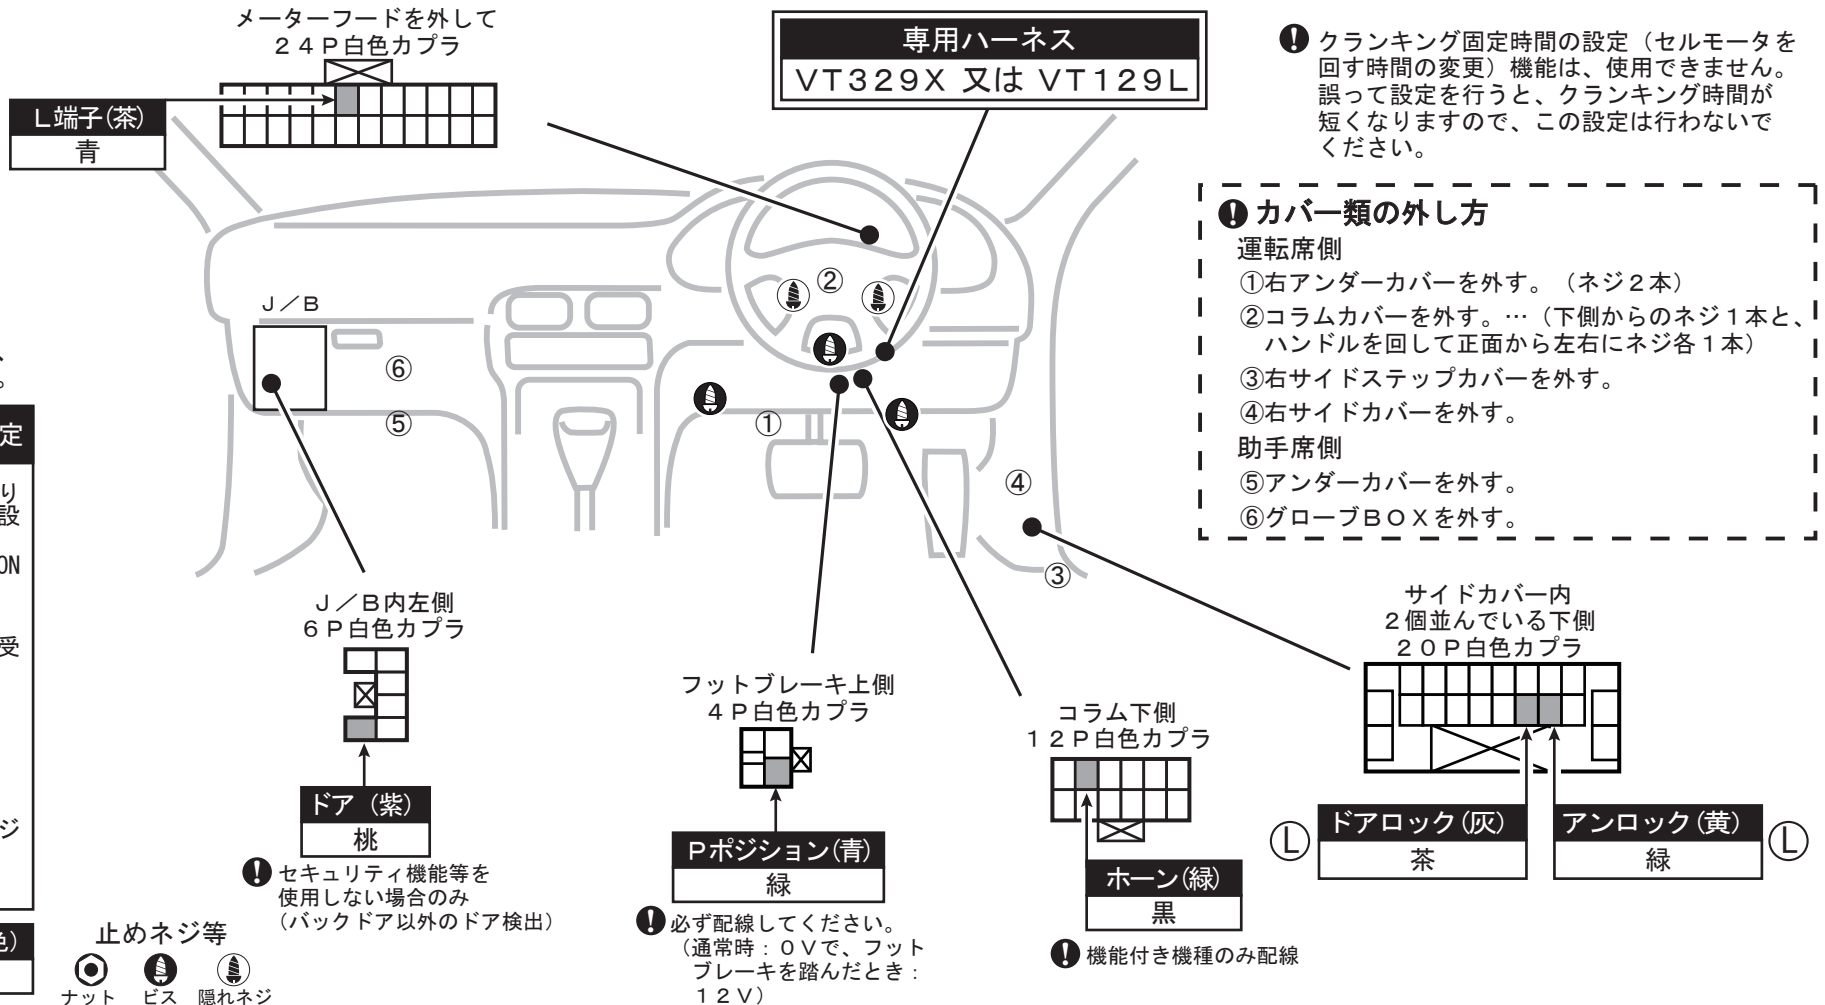 メーターフードを外して
24P白色カプラ
L端子(茶)
青
専用ハーネス
VT329X 又は VT129L
クランキング固定時間の設定（セルモータを
回す時間の変更）機能は、使用できません。
誤って設定を行うと、クランキング時間が
短くなりますので、この設定は行わないで
ください。
カバー類の外し方
運転席側
①右アンダーカバーを外す。（ネジ2本）
②コラムカバーを外す。…（下側からのネジ1本と、
ハンドルを回して正面から左右にネジ各1本）
③右サイドステップカバーを外す。
④右サイドカバーを外す。
助手席側
⑤アンダーカバーを外す。
⑥グローブBOXを外す。
J／B
②
⑥
⑤
①
④
③
、
。
定
り
設
ON
受
ジ
色）
J／B内左側
6P白色カプラ
ドア（紫）
桃
セキュリティ機能等を
使用しない場合のみ
（バックドア以外のドア検出）
フットブレーキ上側
4P白色カプラ
Pポジション(青)
緑
必ず配線してください。
（通常時：0Vで、フット
ブレーキを踏んだとき：
12V）
コラム下側
12P白色カプラ
ホーン(緑)
黒
機能付き機種のみ配線
サイドカバー内
2個並んでいる下側
20P白色カプラ
L
ドアロック(灰)
茶
アンロック(黄)
緑
L
止めネジ等
ナット ビス 隠れネジ